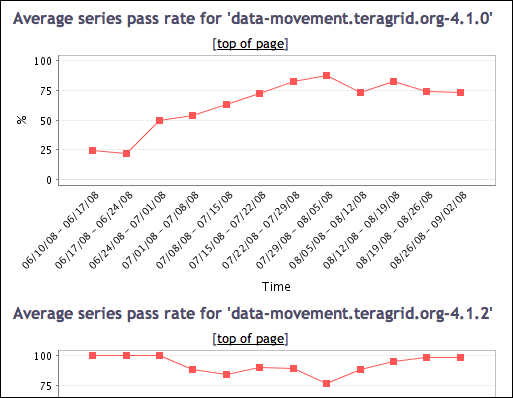 Average series pass rate for 'data-movement.teragrid.org-4.1.0'
[top of page]
100
75
50
25
0
%
06/10/08 - 06/17/08
06/17/08 - 06/24/08
06/24/08 - 07/01/08
07/01/08 - 07/08/08
07/08/08 - 07/15/08
07/15/08 - 07/22/08
07/22/08 - 07/29/08
07/29/08 - 08/05/08
08/05/08 - 08/12/08
08/12/08 - 08/19/08
08/19/08 - 08/26/08
08/26/08 - 09/02/08
Time
Average series pass rate for 'data-movement.teragrid.org-4.1.2'
[top of page]
100
75